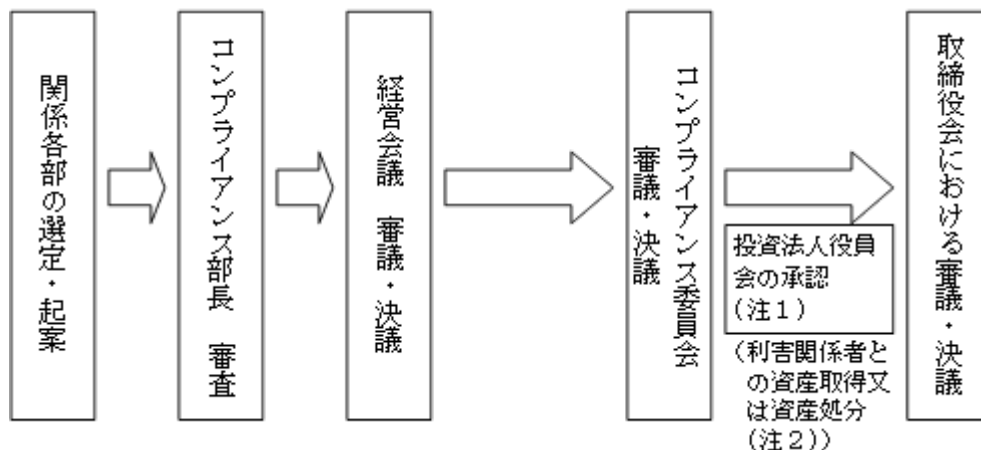 関係各部の選定・起案
コンプライアンス部長　審査
経営会議　審議・決議
コンプライアンス委員会
審議・決議
投資法人役員
会の承認
(注1)
(利害関係者と
の資産取得又
は資産処分
(注2))
取締役会における審議・決議